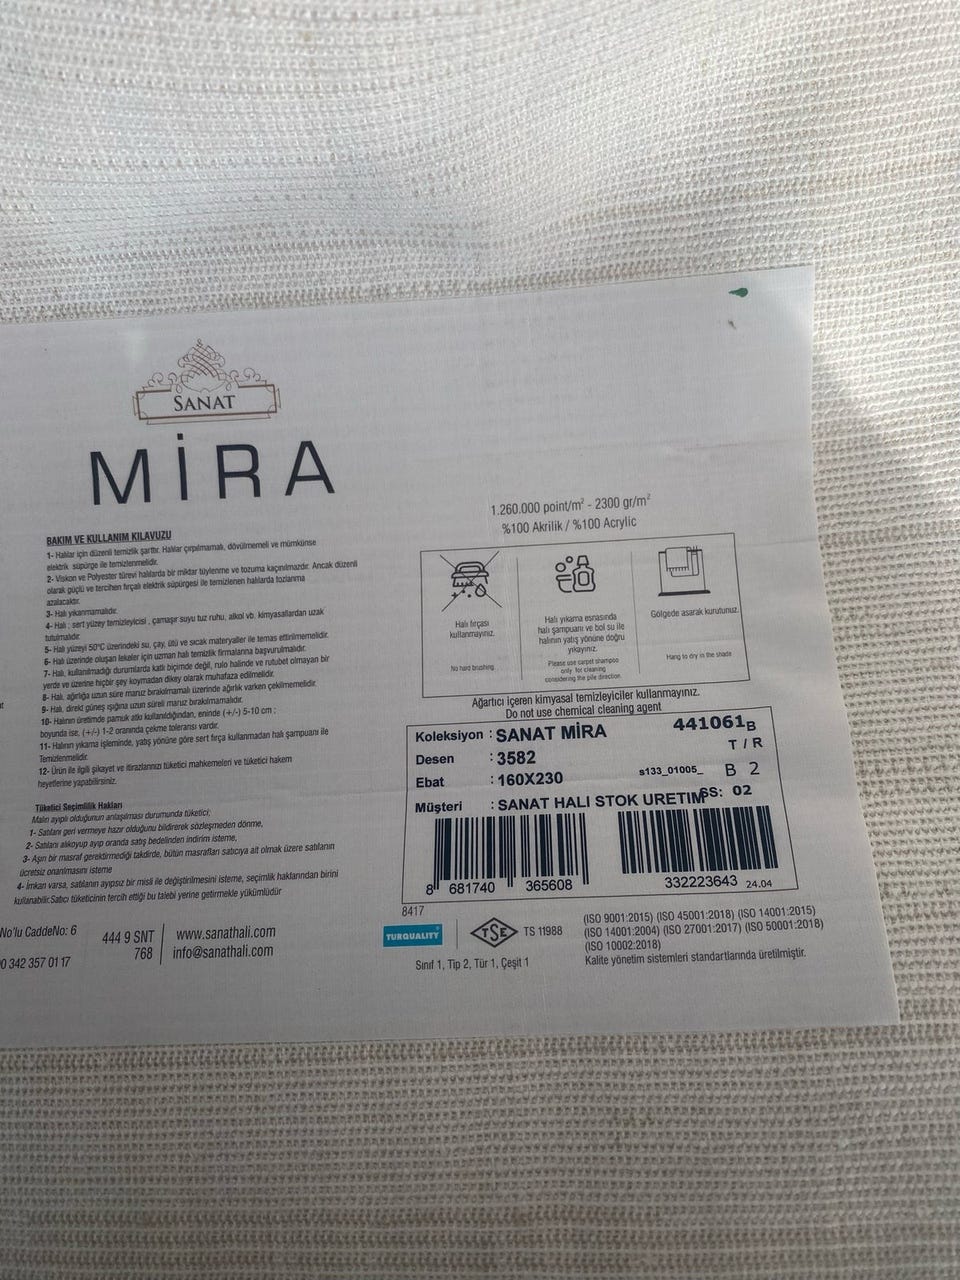 SANAT
MİRA
BAKIM VE KULLANIM KILAVUZU
1- Halılar için düzenli temizlik şarttır. Halılar çırpılmamalı, dövülmemeli ve mümkünse
elektrik süpürge ile temizlenmelidir.
2- Viskon ve Polyester türevi halılarda bir miktar tüylenme ve tozuma kaçınılmazdır. Ancak düzenli
olarak güçlü ve tercihen fırçalı elektrik süpürgesi ile temizlenen halılarda tozlanma
azalacaktır.
3- Halı yıkanmamalıdır.
4- Halı ; sert yüzey temizleyicisi , çamaşır suyu tuz ruhu, alkol vb. kimyasallardan uzak
tutulmalıdır.
5- Halı yüzeyi 50°C üzerindeki su, çay, ütü ve sıcak materyaller ile temas ettirilmemelidir.
6- Halı üzerinde oluşan lekeler için uzman halı temizlik firmalarına başvurulmalıdır.
7- Halı, kullanılmadığı durumlarda katlı biçimde değil, rulo halinde ve rutubet olmayan bir
yerde ve üzerine hiçbir şey koymadan dikey olarak muhafaza edilmelidir.
8- Halı, ağırlığa uzun süre maruz bırakılmamalı üzerinde ağırlık varken çekilmemelidir.
9- Halı, direkt güneş ışığına uzun süreli maruz bırakılmamalıdır.
10- Halının üretimde pamuk atkı kullanıldığından, eninde (+/-) 5-10 cm ;
boyunda ise, (+/-) 1-2 oranında çekme toleransı vardır.
11- Halının yıkama işleminde, yatış yönüne göre sert fırça kullanmadan halı şampuanı ile
Temizlenmelidir.
12- Ürün ile ilgili şikayet ve itirazlarınızı tüketici mahkemeleri ve tüketici hakem
heyetlerine yapabilirsiniz.
Tüketici Seçimlilik Hakları
Malın ayıplı olduğunun anlaşılması durumunda tüketici;
1- Satılanı geri vermeye hazır olduğunu bildirerek sözleşmeden dönme,
2- Satılanı alıkoyup ayıp oranda satış bedelinden indirim isteme,
3- Aşırı bir masraf gerektirmediği takdirde, bütün masrafları satıcıya ait olmak üzere satılanın
ücretsiz onarılmasını isteme
4- İmkan varsa, satılanın ayıpsız bir misli ile değiştirilmesini isteme, seçimlik haklarından birini
kullanabilir.Satıcı tüketicinin tercih ettiği bu talebi yerine getirmekle yükümlüdür
No'lu CaddeNo: 6
0 342 357 01 17
444 9 SNT
768
www.sanathali.com
info@sanathali.com
1.260.000 point/m² - 2300 gr/m²
%100 Akrilik / %100 Acrylic
Halı fırçası
kullanmayınız.
No hard brushing
Halı yıkama esnasında
halı şampuanı ve bol su ile
halının yatış yönüne doğru
yıkayınız.
Please use carpet shampoo
only for cleaning
considering the pile direction
Gölgede asarak kurutunuz.
Hang to dry in the shade
Ağartıcı içeren kimyasal temizleyiciler kullanmayınız.
Do not use chemical cleaning agent
Koleksiyon : SANAT MİRA 441061B
T / R
Desen : 3582
Ebat : 160X230 s133_01005_ B 2
SS: 02
Müşteri : SANAT HALI STOK URETIM
8 681740 365608
332223643 24.04
8417
TURQUALITY
TSE
TS 11988
(ISO 9001:2015) (ISO 45001:2018) (ISO 14001:2015)
(ISO 14001:2004) (ISO 27001:2017) (ISO 50001:2018)
(ISO 10002:2018)
Kalite yönetim sistemleri standartlarında üretilmiştir.
Sınıf 1, Tip 2, Tür 1, Çeşit 1